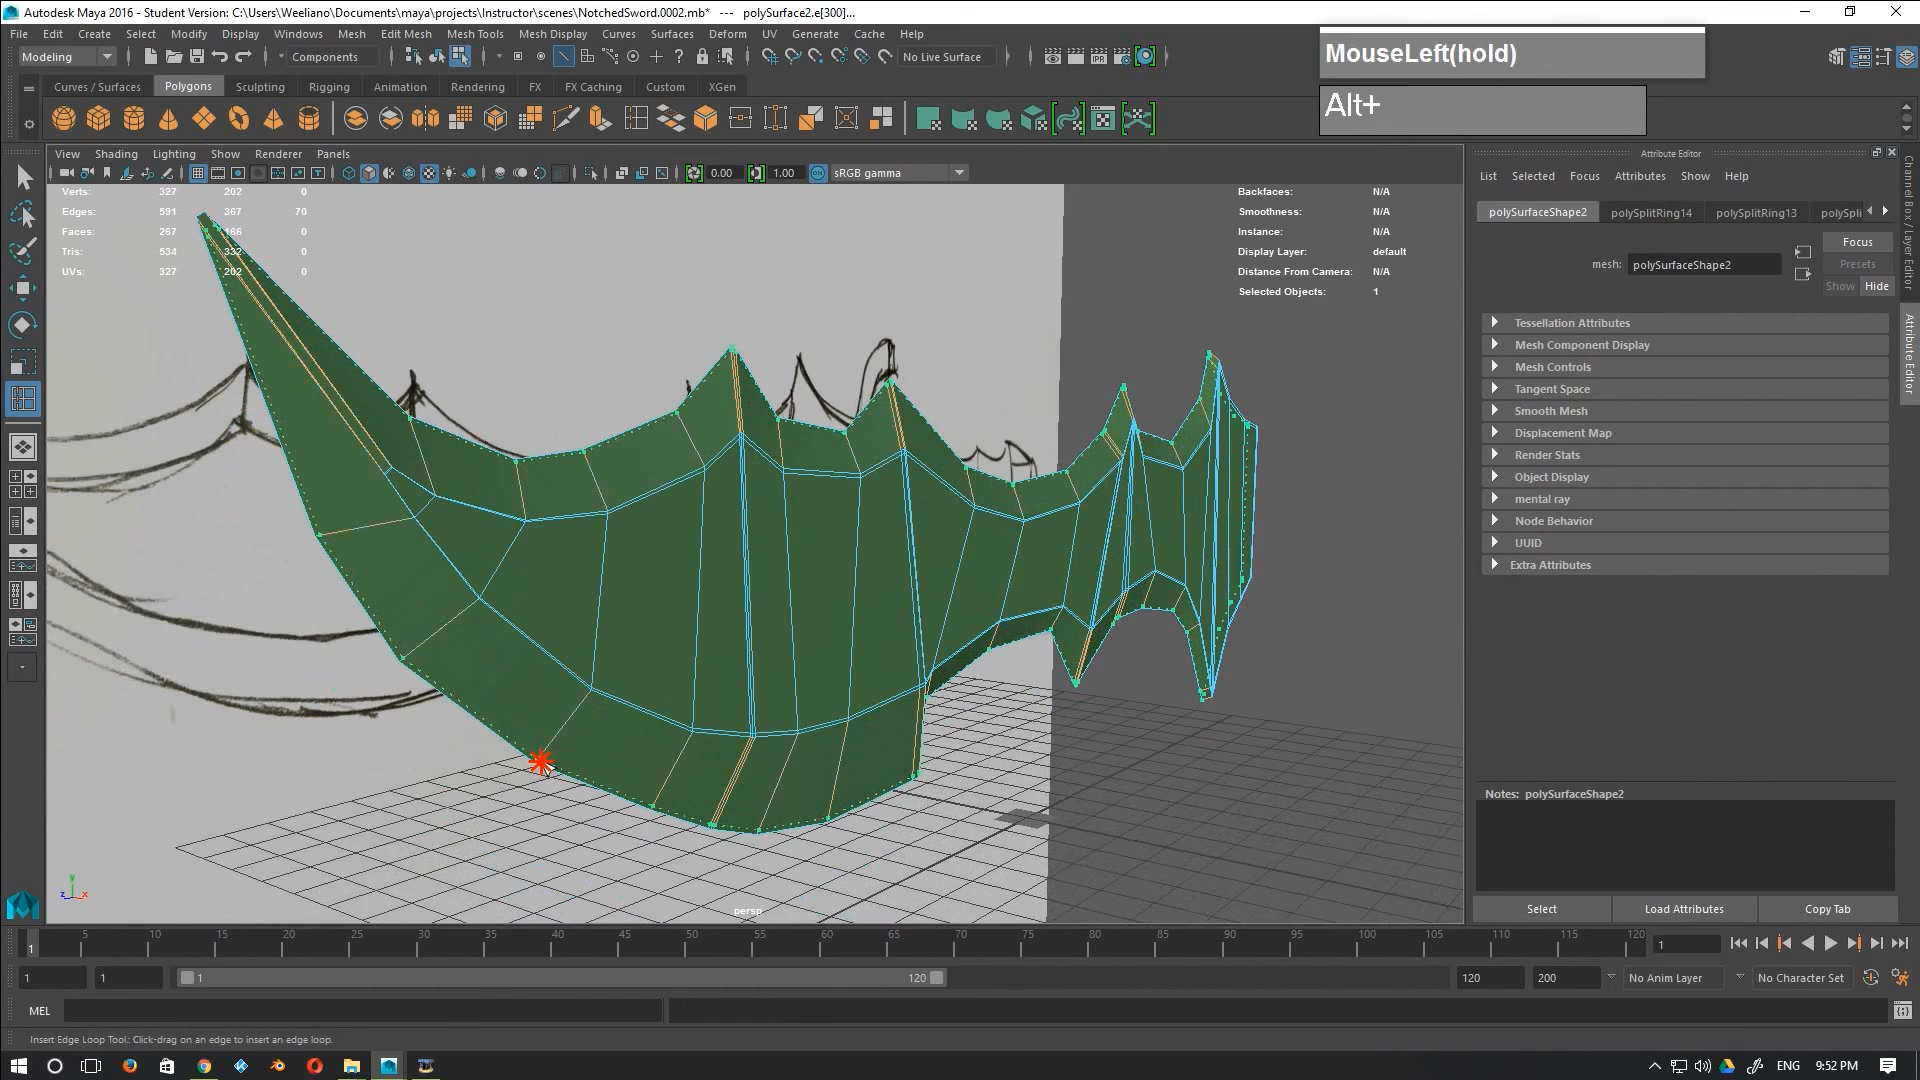 Autodesk Maya 2016 - Student Version: C:\Users\Weeliano\Documents\maya\projects\Instructor\scenes\NotchedSword.0002.mb* --- polySurface2.e[300]...
File Edit Create Select Modify Display Windows Mesh Edit Mesh Mesh Tools Mesh Display Curves Surfaces Deform UV Generate Cache Help
MouseLeft(hold)
Alt+
Modeling Components No Live Surface
Curves / Surfaces Polygons Sculpting Rigging Animation Rendering FX FX Caching Custom XGen
View Shading Lighting Show Renderer Panels
0.00 1.00 sRGB gamma
Verts: 327 202 0
Edges: 591 367 70
Faces: 267 166 0
Tris: 534 332 0
UVs: 327 202 0
Backfaces: N/A
Smoothness: N/A
Instance: N/A
Display Layer: default
Distance From Camera: N/A
Selected Objects: 1
persp
Attribute Editor
List Selected Focus Attributes Show Help
polySurfaceShape2 polySplitRing14 polySplitRing13 polySpli
Focus
mesh: polySurfaceShape2
Presets
Show Hide
Tessellation Attributes
Mesh Component Display
Mesh Controls
Tangent Space
Smooth Mesh
Displacement Map
Render Stats
Object Display
mental ray
Node Behavior
UUID
Extra Attributes
Notes: polySurfaceShape2
Select Load Attributes Copy Tab
Channel Box / Layer Editor
Attribute Editor
1 5 10 15 20 25 30 35 40 45 50 55 60 65 70 75 80 85 90 95 100 105 110 115 120 1
1 1 1 120 120 200 No Anim Layer No Character Set
MEL
Insert Edge Loop Tool: Click-drag on an edge to insert an edge loop.
ENG 9:52 PM